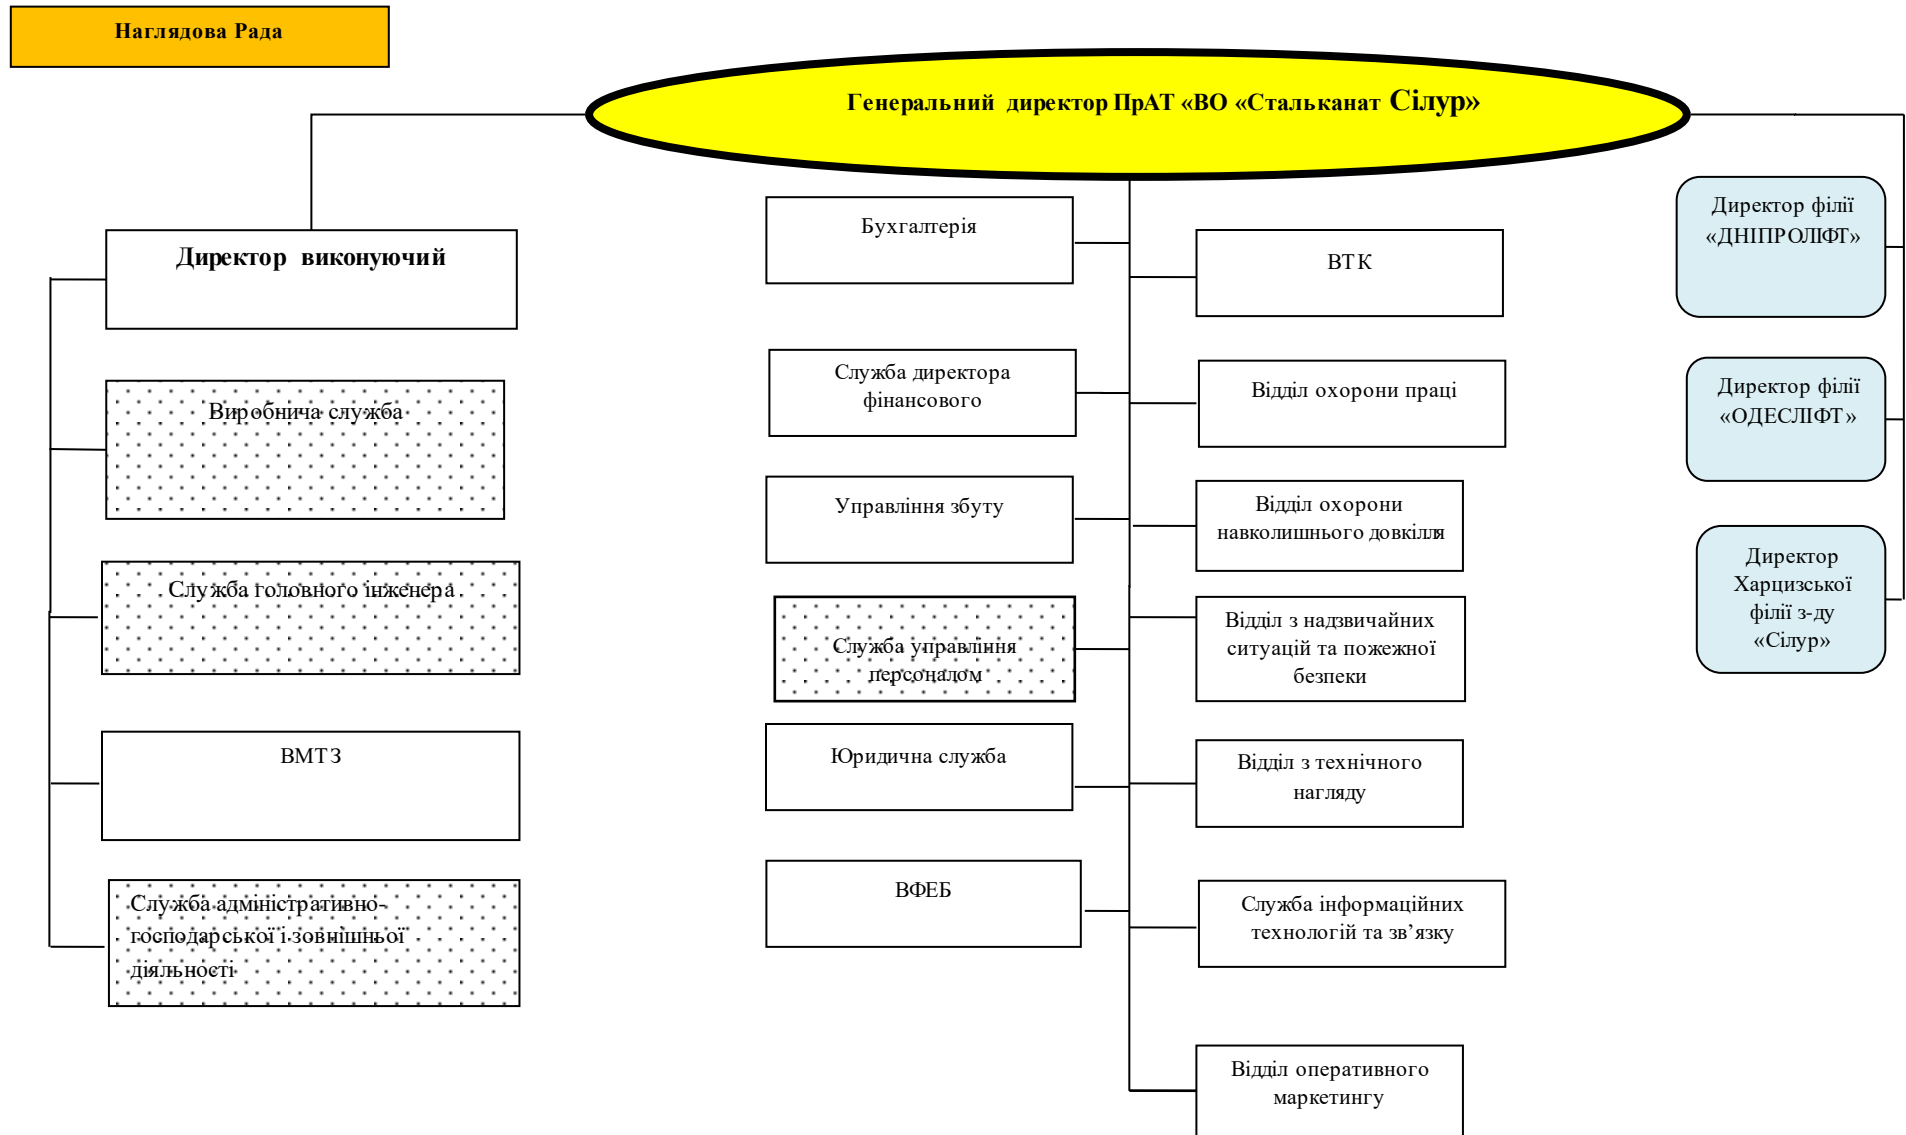 Наглядова Рада
Генеральний директор ПрАТ «ВО «Стальканат Сілур»
Директор виконуючий
Виробнича служба
Служба головного інженера
ВМТЗ
Служба адміністративно-
господарської і зовнішньої
діяльності
Бухгалтерія
Служба директора
фінансового
Управління збуту
Служба управління
персоналом
Юридична служба
ВФЕБ
ВТК
Відділ охорони праці
Відділ охорони
навколишнього довкілля
Відділ з надзвичайних
ситуацій та пожежної
безпеки
Відділ з технічного
нагляду
Служба інформаційних
технологій та зв’язку
Відділ оперативного
маркетингу
Директор філії
«ДНІПРОЛІФТ»
Директор філії
«ОДЕСЛІФТ»
Директор
Харцизської
філії з-ду
«Сілур»